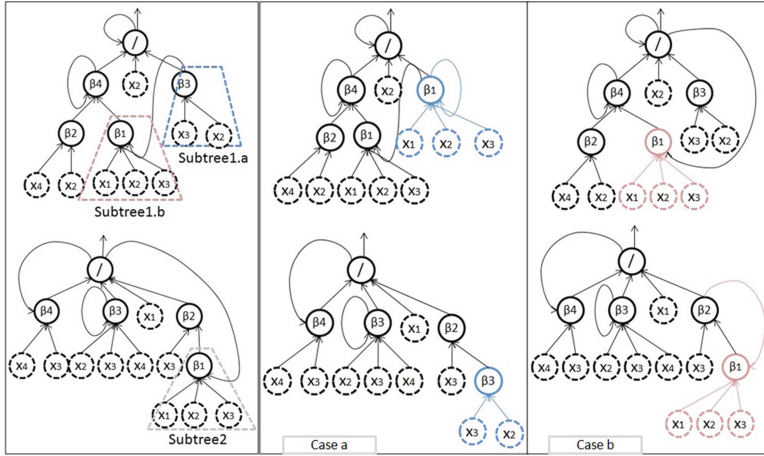 /
β4 x2 β3
β2 β1 x3 x2
Subtree1.a
x4 x2 x1 x2 x3
Subtree1.b
/
β4 β3 x1 β2
x4 x3 x2 x3 x4 x3 β1
x1 x2 x3
Subtree2
/
β4 x2 β1
β2 β1 x1 x2 x3
x4 x2 x1 x2 x3
/
β4 β3 x1 β2
x4 x3 x2 x3 x4 x3 β3
x3 x2
Case a
/
β4 x2 β3
β2 β1 x3 x2
x4 x2 x1 x2 x3
/
β4 β3 x1 β2
x4 x3 x2 x3 x4 x3 β1
x1 x2 x3
Case b